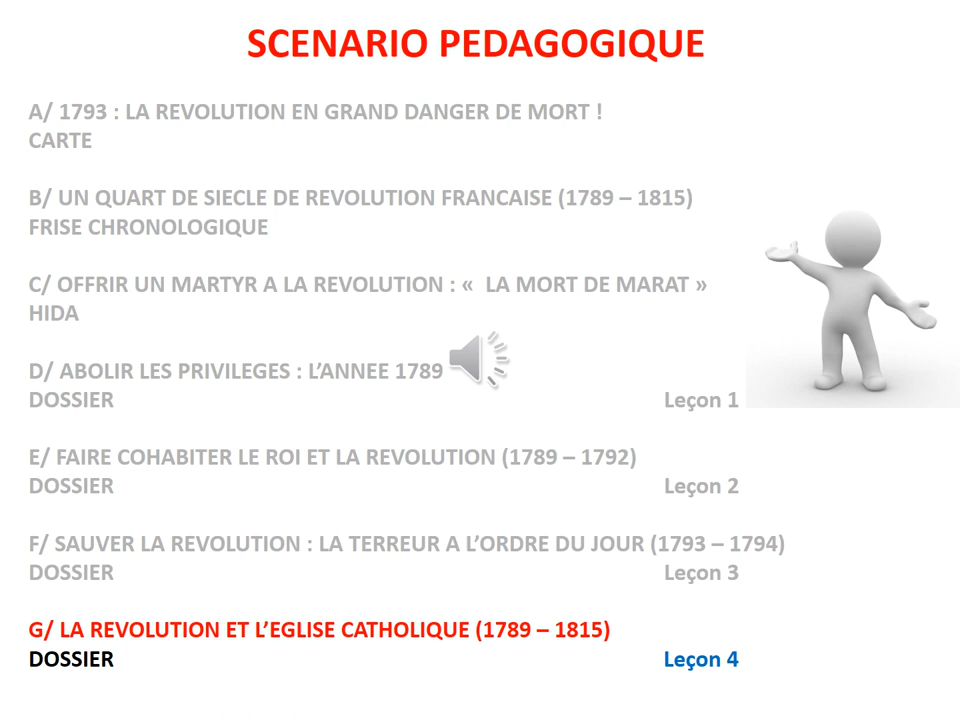 SCENARIO PEDAGOGIQUE
A/ 1793 : LA REVOLUTION EN GRAND DANGER DE MORT !
CARTE
B/ UN QUART DE SIECLE DE REVOLUTION FRANCAISE (1789 – 1815)
FRISE CHRONOLOGIQUE
C/ OFFRIR UN MARTYR A LA REVOLUTION : «  LA MORT DE MARAT »
HIDA
D/ ABOLIR LES PRIVILEGES : L’ANNEE 1789
DOSSIER Leçon 1
E/ FAIRE COHABITER LE ROI ET LA REVOLUTION (1789 – 1792)
DOSSIER Leçon 2
F/ SAUVER LA REVOLUTION : LA TERREUR A L’ORDRE DU JOUR (1793 – 1794)
DOSSIER Leçon 3
G/ LA REVOLUTION ET L’EGLISE CATHOLIQUE (1789 – 1815)
DOSSIER Leçon 4